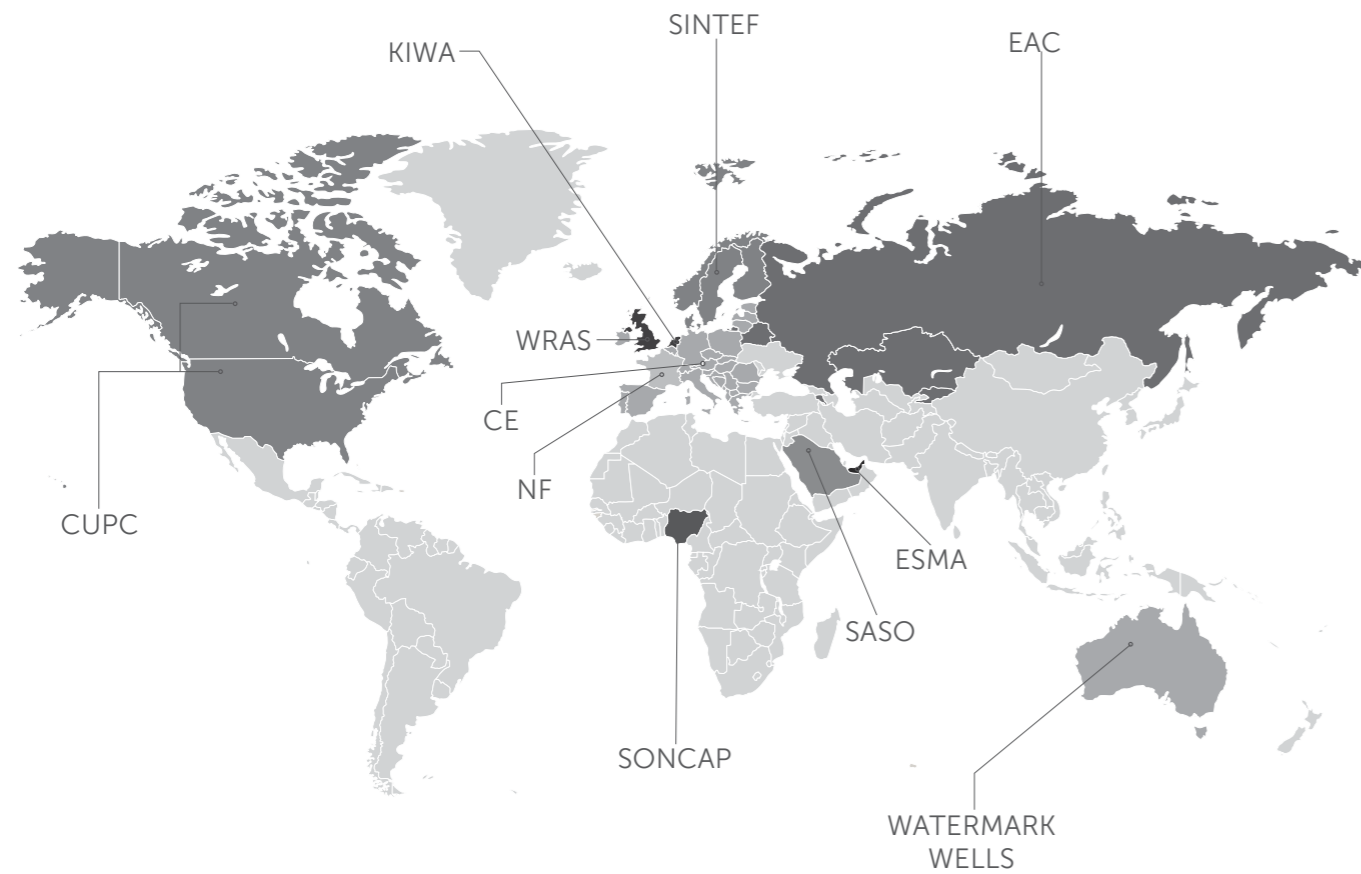 SINTEF
KIWA
EAC
WRAS
CE
NF
CUPC
ESMA
SASO
SONCAP
WATERMARK
WELLS